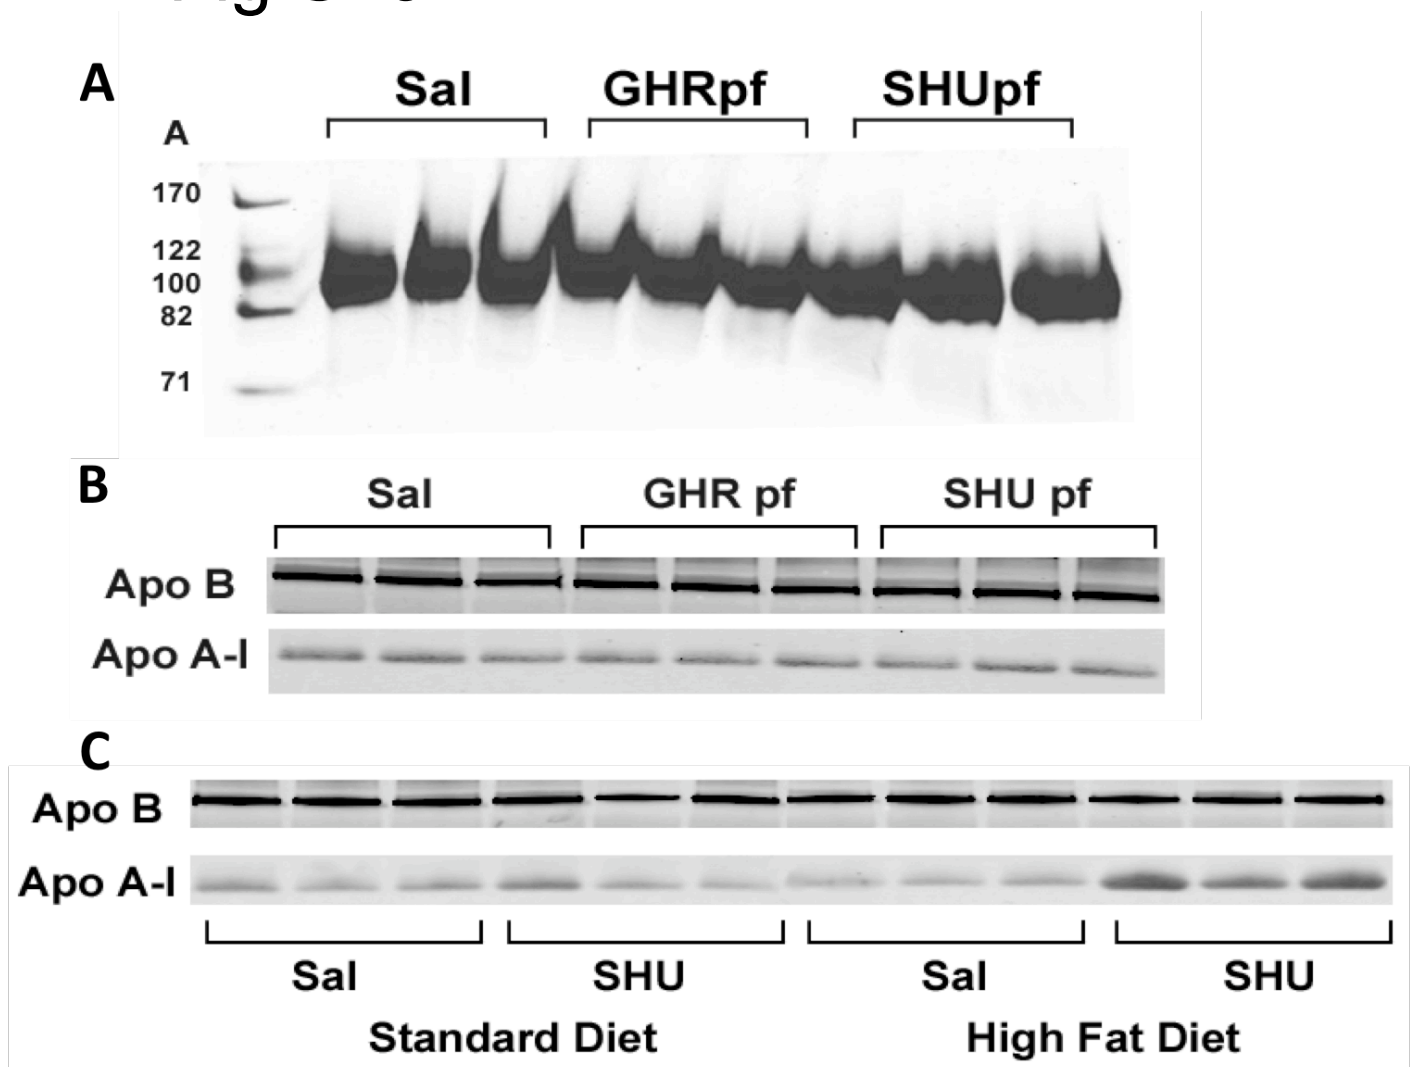 A
Sal GHRpf SHUpf
A
170
122
100
82
71
B
Sal GHR pf SHU pf
Apo B
Apo A-I
C
Apo B
Apo A-I
Sal SHU Sal SHU
Standard Diet High Fat Diet